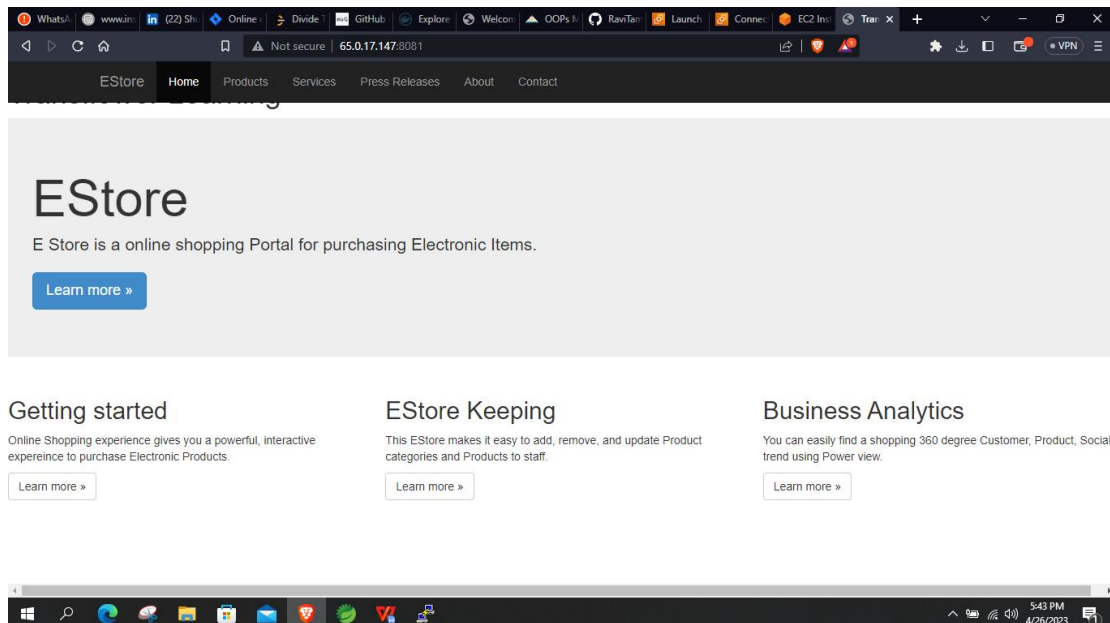 WhatsA www.ins (22) Shu Online Divide T GitHub Explore Welcom OOPs M RaviTam Launch Connec EC2 Inst Tran
Not secure 65.0.17.147:8081 VPN
EStore Home Products Services Press Releases About Contact
EStore
E Store is a online shopping Portal for purchasing Electronic Items.
Learn more »
Getting started EStore Keeping Business Analytics
Online Shopping experience gives you a powerful, interactive This EStore makes it easy to add, remove, and update Product You can easily find a shopping 360 degree Customer, Product, Social
expereince to purchase Electronic Products. categories and Products to staff. trend using Power view.
Learn more » Learn more » Learn more »
5:43 PM
4/26/2023